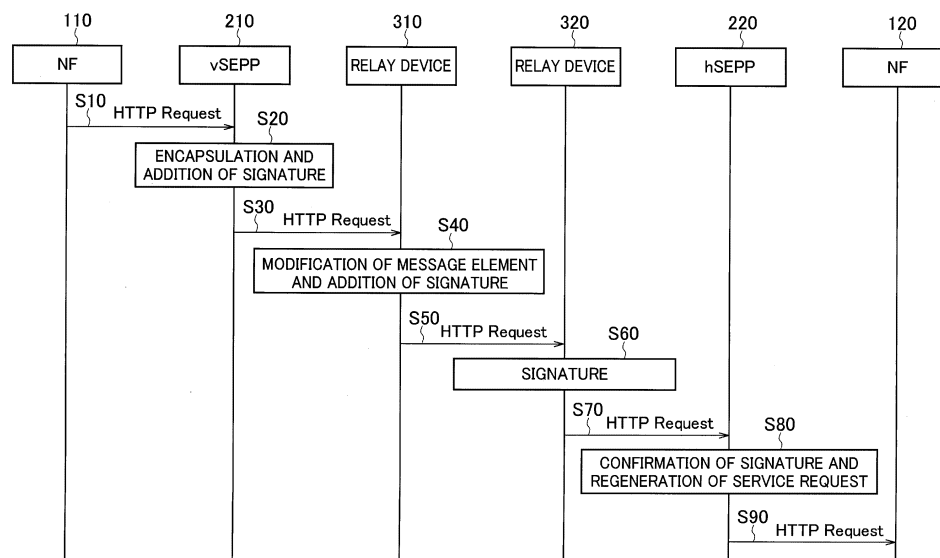 110 210 310 320 220 120
NF vSEPP RELAY DEVICE RELAY DEVICE hSEPP NF
S10 HTTP Request
S20
ENCAPSULATION AND
ADDITION OF SIGNATURE
S30 HTTP Request
S40
MODIFICATION OF MESSAGE ELEMENT
AND ADDITION OF SIGNATURE
S50 HTTP Request
S60
SIGNATURE
S70 HTTP Request
S80
CONFIRMATION OF SIGNATURE AND
REGENERATION OF SERVICE REQUEST
S90 HTTP Request